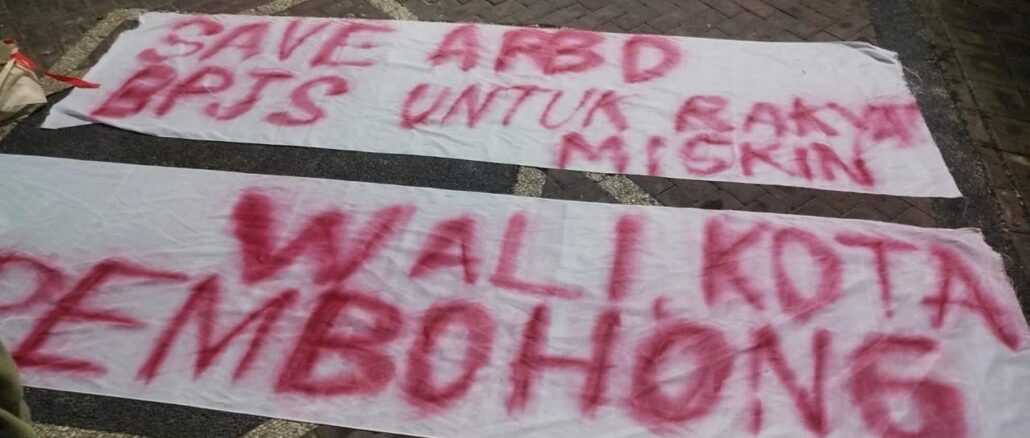 SAVE APBD
BPJS UNTUK RAKYAT
MISKIN
WALI KOTA
PEMBOHONG